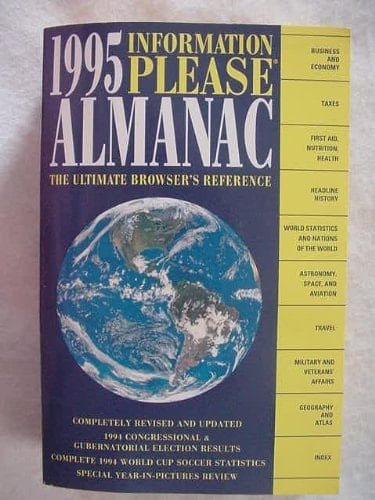 1995 INFORMATION
PLEASE®
ALMANAC
THE ULTIMATE BROWSER'S REFERENCE
COMPLETELY REVISED AND UPDATED
1994 CONGRESSIONAL &
GUBERNATORIAL ELECTION RESULTS
COMPLETE 1994 WORLD CUP SOCCER STATISTICS
SPECIAL YEAR-IN-PICTURES REVIEW
BUSINESS
AND
ECONOMY
TAXES
FIRST AID,
NUTRITION,
HEALTH
HEADLINE
HISTORY
WORLD STATISTICS
AND NATIONS
OF THE WORLD
ASTRONOMY,
SPACE, AND
AVIATION
TRAVEL
MILITARY AND
VETERANS'
AFFAIRS
GEOGRAPHY
AND
ATLAS
INDEX